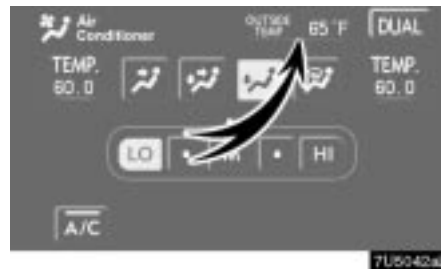 Air Conditioner
OUTSIDE TEMP 65 °F
DUAL
TEMP. 60.0
TEMP. 60.0
LO • M • HI
A/C
7U5042a